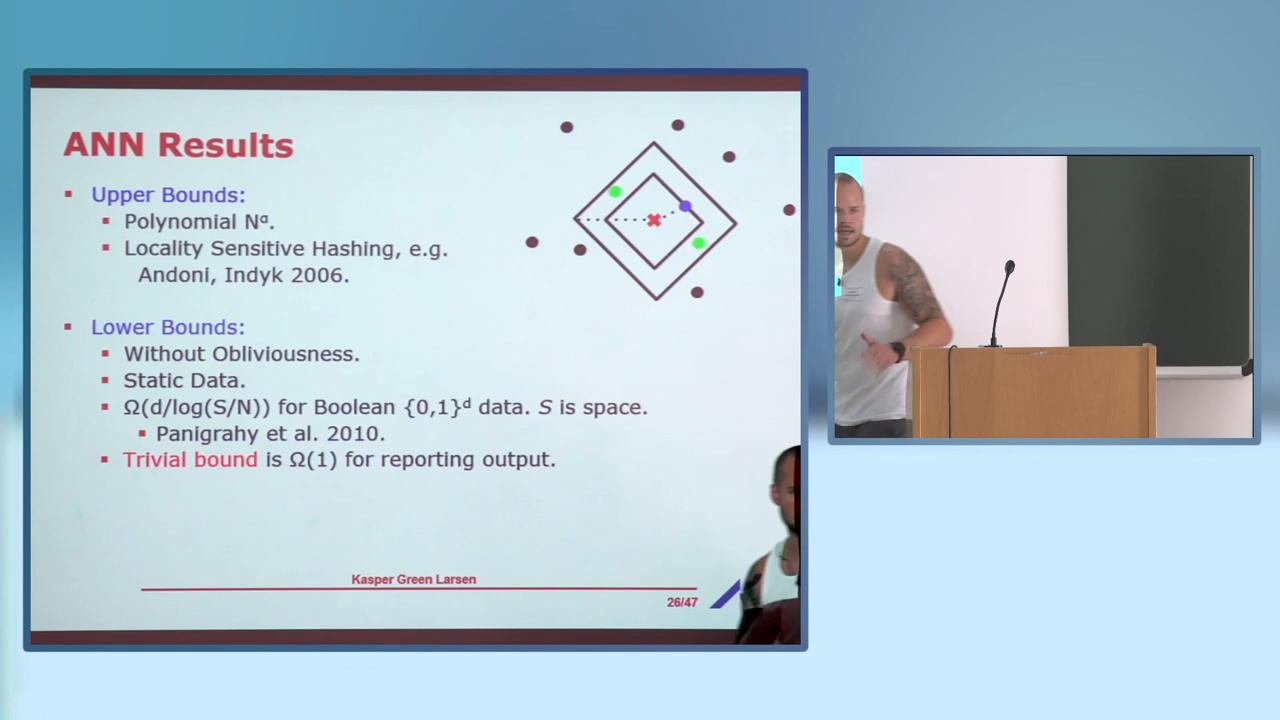 ANN Results
Upper Bounds:
Polynomial Nᵅ.
Locality Sensitive Hashing, e.g.
Andoni, Indyk 2006.
Lower Bounds:
Without Obliviousness.
Static Data.
Ω(d/log(S/N)) for Boolean {0,1}ᵈ data. S is space.
Panigrahy et al. 2010.
Trivial bound is Ω(1) for reporting output.
Kasper Green Larsen
26/47